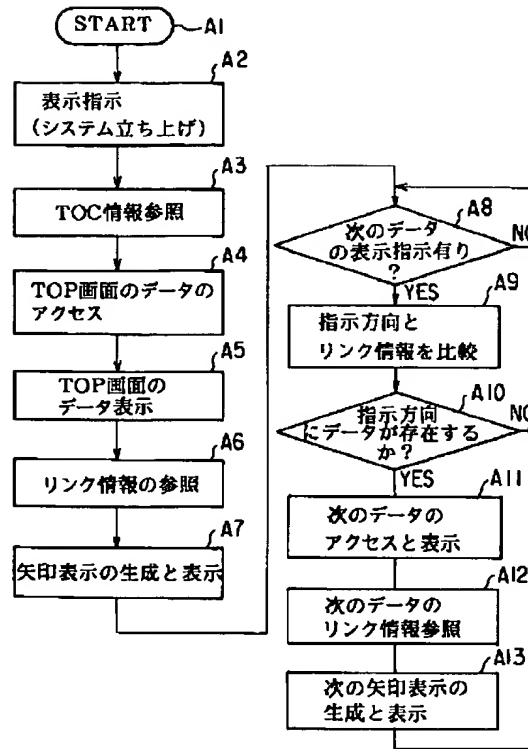 START
A1
A2
表示指示
(システム立ち上げ)
A3
TOC情報参照
A4
TOP画面のデータの
アクセス
A5
TOP画面の
データ表示
A6
リンク情報の参照
A7
矢印表示の生成と表示
A8
次のデータ
の表示指示有り
?
NO
YES
A9
指示方向と
リンク情報を比較
A10
指示方向
にデータが存在する
か?
NO
YES
A11
次のデータの
アクセスと表示
A12
次のデータの
リンク情報参照
A13
次の矢印表示の
生成と表示